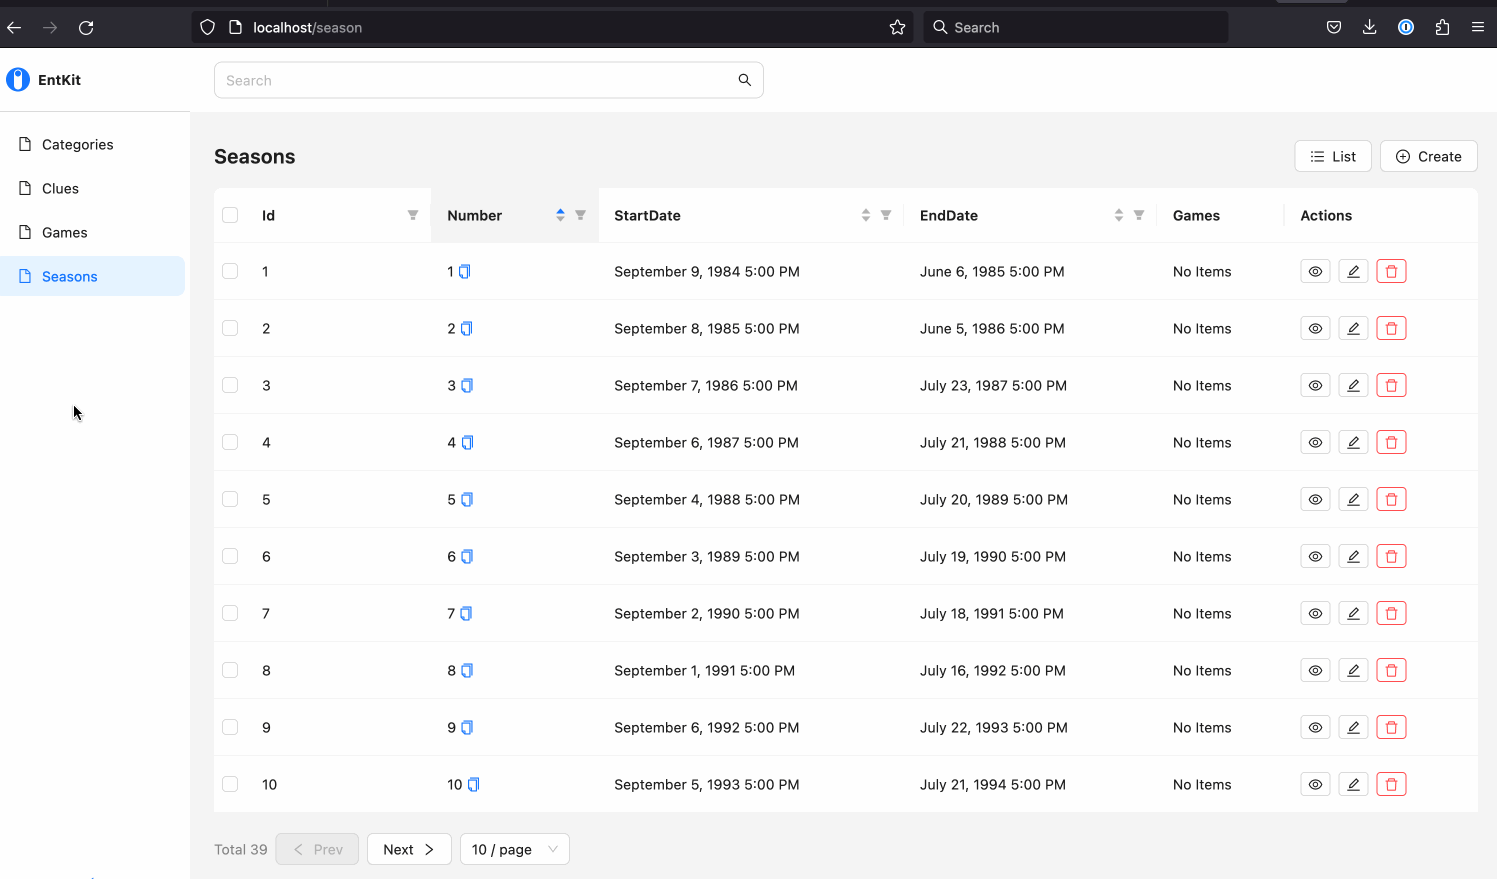 localhost/season
Search
EntKit
Search
Categories
Clues
Games
Seasons
Seasons
List
Create
Id Number StartDate EndDate Games Actions
1 1 September 9, 1984 5:00 PM June 6, 1985 5:00 PM No Items
2 2 September 8, 1985 5:00 PM June 5, 1986 5:00 PM No Items
3 3 September 7, 1986 5:00 PM July 23, 1987 5:00 PM No Items
4 4 September 6, 1987 5:00 PM July 21, 1988 5:00 PM No Items
5 5 September 4, 1988 5:00 PM July 20, 1989 5:00 PM No Items
6 6 September 3, 1989 5:00 PM July 19, 1990 5:00 PM No Items
7 7 September 2, 1990 5:00 PM July 18, 1991 5:00 PM No Items
8 8 September 1, 1991 5:00 PM July 16, 1992 5:00 PM No Items
9 9 September 6, 1992 5:00 PM July 22, 1993 5:00 PM No Items
10 10 September 5, 1993 5:00 PM July 21, 1994 5:00 PM No Items
Total 39 Prev Next 10 / page